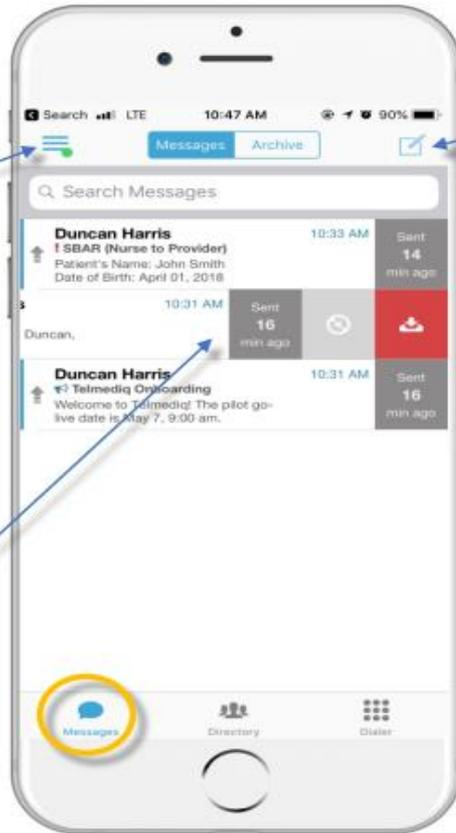 Search LTE 10:47 AM 90%
Messages Archive
Search Messages
Duncan Harris 10:33 AM Sent
! SBAR (Nurse to Provider) 14
Patient's Name: John Smith min ago
Date of Birth: April 01, 2018
s 10:31 AM Sent
16
Duncan, min ago
Duncan Harris 10:31 AM Sent
Telmediq Onboarding 16
Welcome to Telmediq! The pilot go- min ago
live date is May 7, 9:00 am.
Messages Directory Dialer